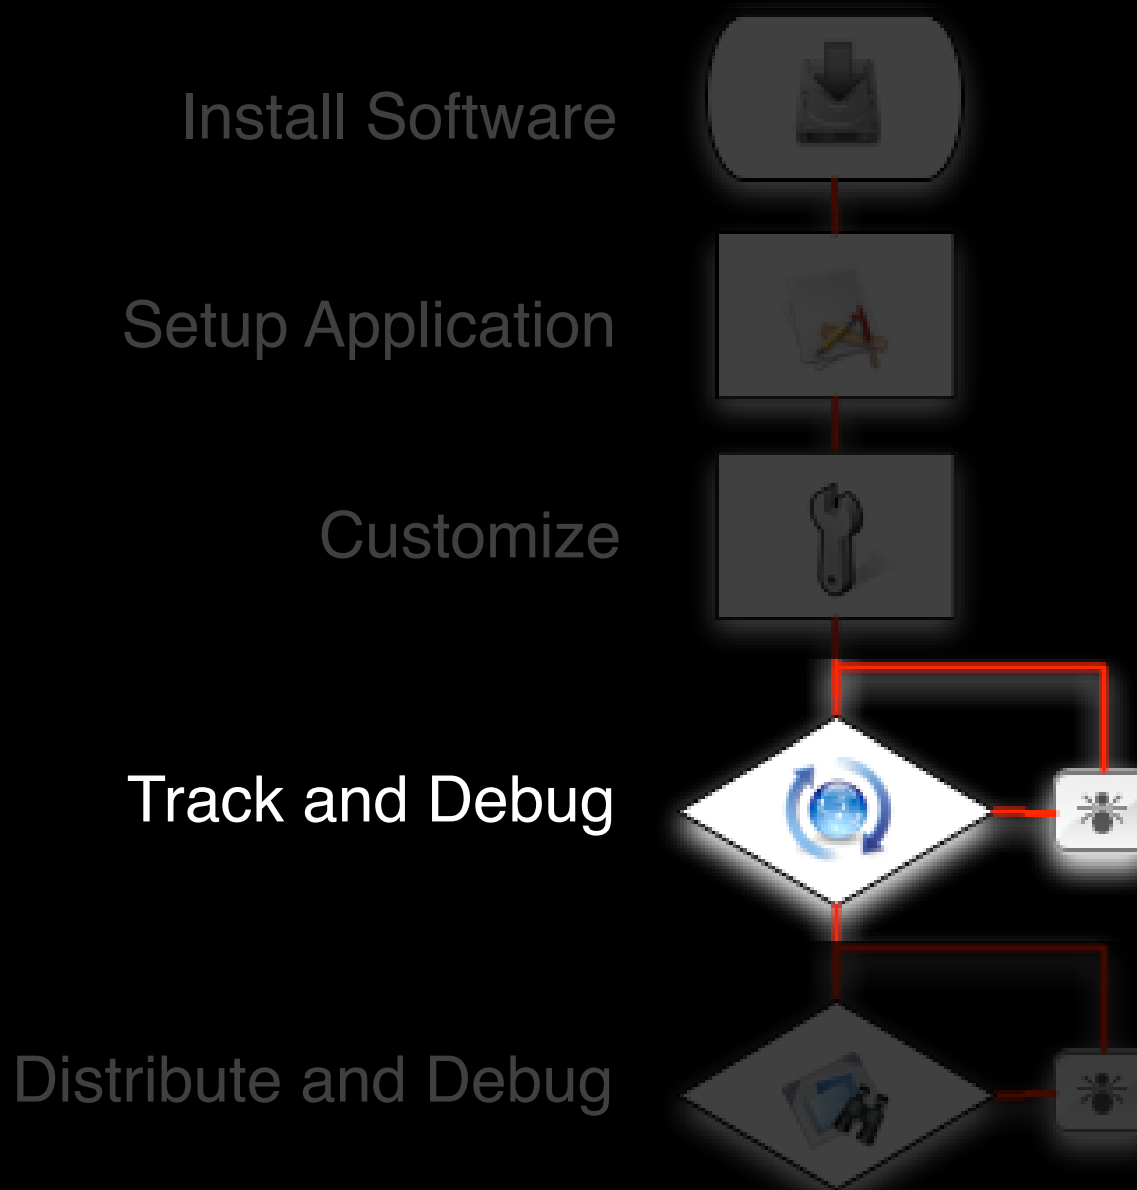 Install Software
Setup Application
Customize
Track and Debug
Distribute and Debug